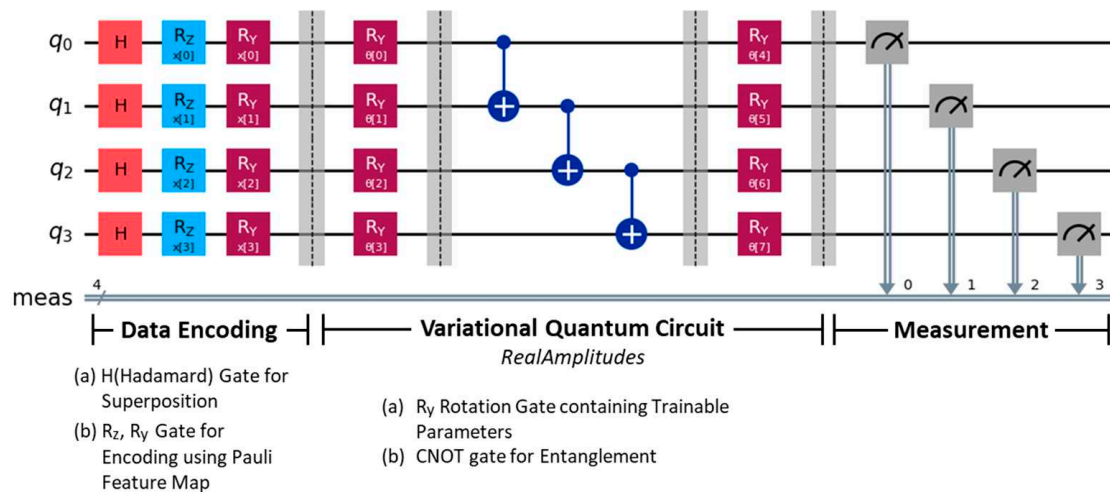 q0 H RZ x[0] RY x[0] RY θ[0] RY θ[4]
q1 H RZ x[1] RY x[1] RY θ[1] RY θ[5]
q2 H RZ x[2] RY x[2] RY θ[2] RY θ[6]
q3 H RZ x[3] RY x[3] RY θ[3] RY θ[7]
meas 4 0 1 2 3
Data Encoding
Variational Quantum Circuit
RealAmplitudes
Measurement
(a) H(Hadamard) Gate for
Superposition
(b) Rz, Ry Gate for
Encoding using Pauli
Feature Map
(a) Ry Rotation Gate containing Trainable
Parameters
(b) CNOT gate for Entanglement